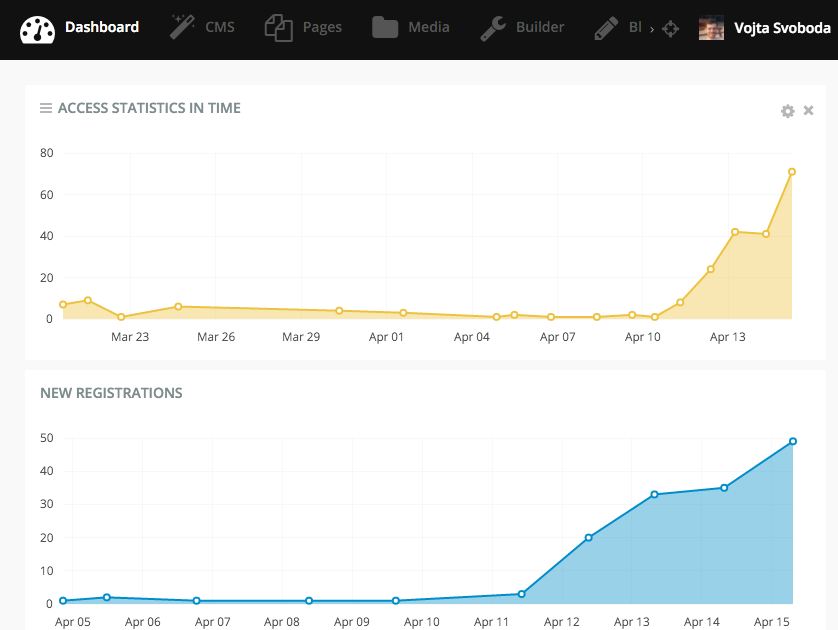 Dashboard CMS Pages Media Builder Bl › Vojta Svoboda
ACCESS STATISTICS IN TIME
80
60
40
20
0
Mar 23 Mar 26 Mar 29 Apr 01 Apr 04 Apr 07 Apr 10 Apr 13
NEW REGISTRATIONS
50
40
30
20
10
0
Apr 05 Apr 06 Apr 07 Apr 08 Apr 09 Apr 10 Apr 11 Apr 12 Apr 13 Apr 14 Apr 15